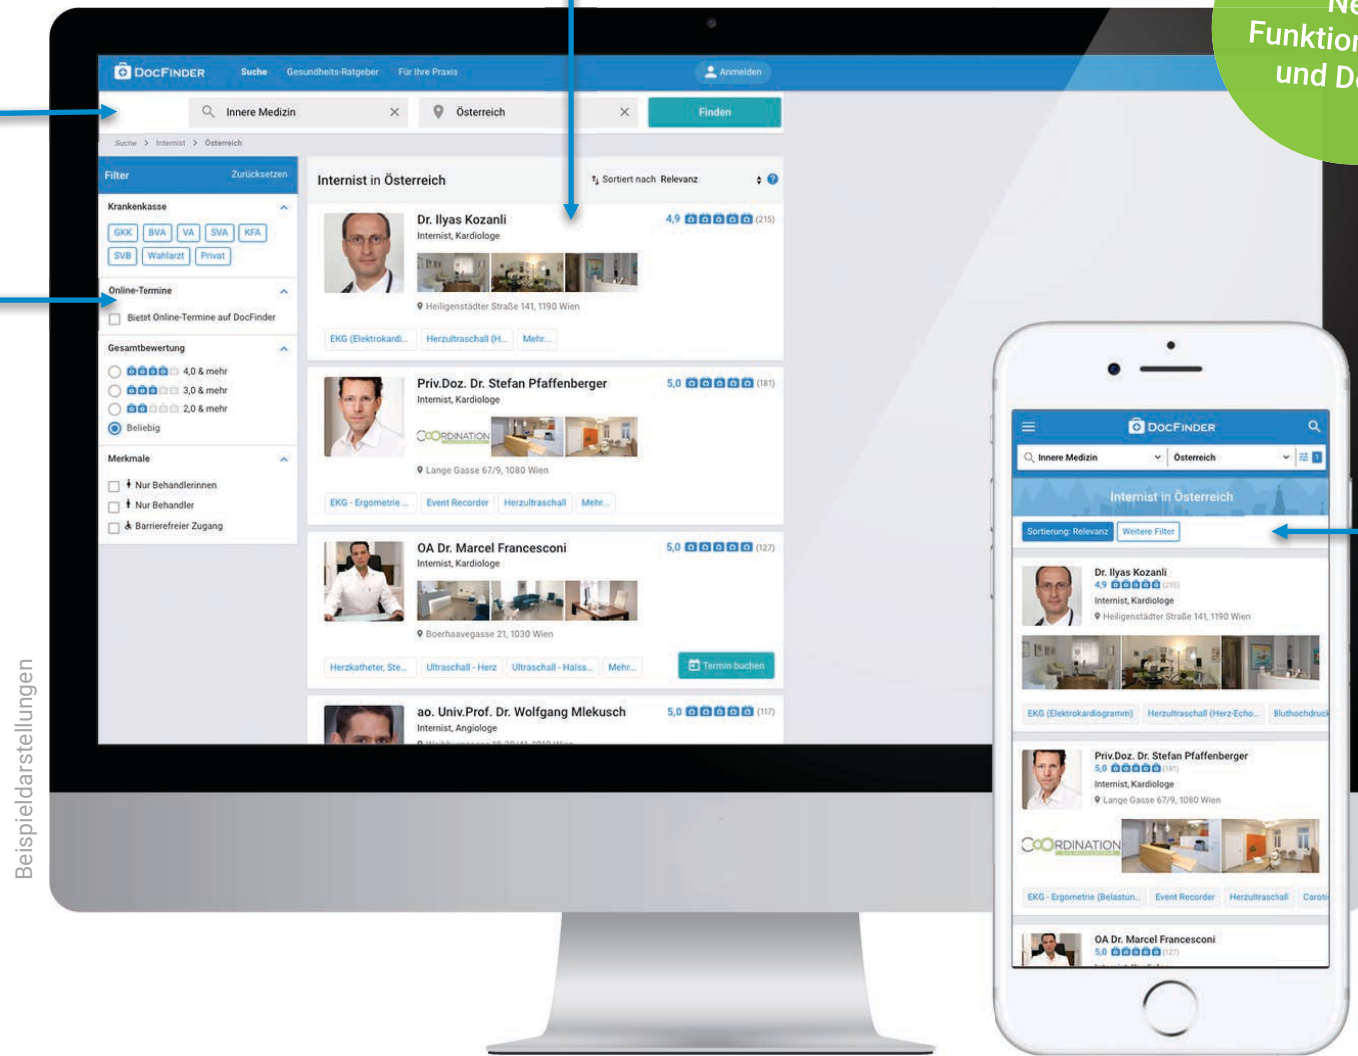 Funktion
und D
DOCFINDER
Suche Gesundheits-Ratgeber Für Ihre Praxis Anmelden
Innere Medizin Österreich Finden
Suche > Internist > Österreich
Filter Zurücksetzen
Krankenkasse
GKK BVA VA SVA KFA
SVB Wahlarzt Privat
Online-Termine
Bietet Online-Termine auf DocFinder
Gesamtbewertung
4,0 & mehr
3,0 & mehr
2,0 & mehr
Beliebig
Merkmale
Nur Behandlerinnen
Nur Behandler
Barrierefreier Zugang
Internist in Österreich Sortiert nach Relevanz
Dr. Ilyas Kozanli 4,9 (215)
Internist, Kardiologe
Heiligenstädter Straße 141, 1190 Wien
EKG (Elektrokardi... Herzultraschall (H... Mehr...
Priv.Doz. Dr. Stefan Pfaffenberger 5,0 (181)
Internist, Kardiologe
COORDINATION
Lange Gasse 67/9, 1080 Wien
EKG - Ergometrie ... Event Recorder Herzultraschall Mehr...
OA Dr. Marcel Francesconi 5,0 (127)
Internist, Kardiologe
Boerhaavegasse 21, 1030 Wien
Herzkatheter, Ste... Ultraschall - Herz Ultraschall - Halss... Mehr... Termin buchen
ao. Univ.Prof. Dr. Wolfgang Mlekusch 5,0 (117)
Internist, Angiologe
DOCFINDER
Innere Medizin Österreich 1
Internist in Österreich
Sortierung: Relevanz Weitere Filter
Dr. Ilyas Kozanli
4,9 (215)
Internist, Kardiologe
Heiligenstädter Straße 141, 1190 Wien
EKG (Elektrokardiogramm) Herzultraschall (Herz-Echo... Bluthochdruck
Priv.Doz. Dr. Stefan Pfaffenberger
5,0 (181)
Internist, Kardiologe
Lange Gasse 67/9, 1080 Wien
COORDINATION
EKG - Ergometrie (Belastun... Event Recorder Herzultraschall Caroti
OA Dr. Marcel Francesconi
5,0 (127)
Beispieldarstellungen